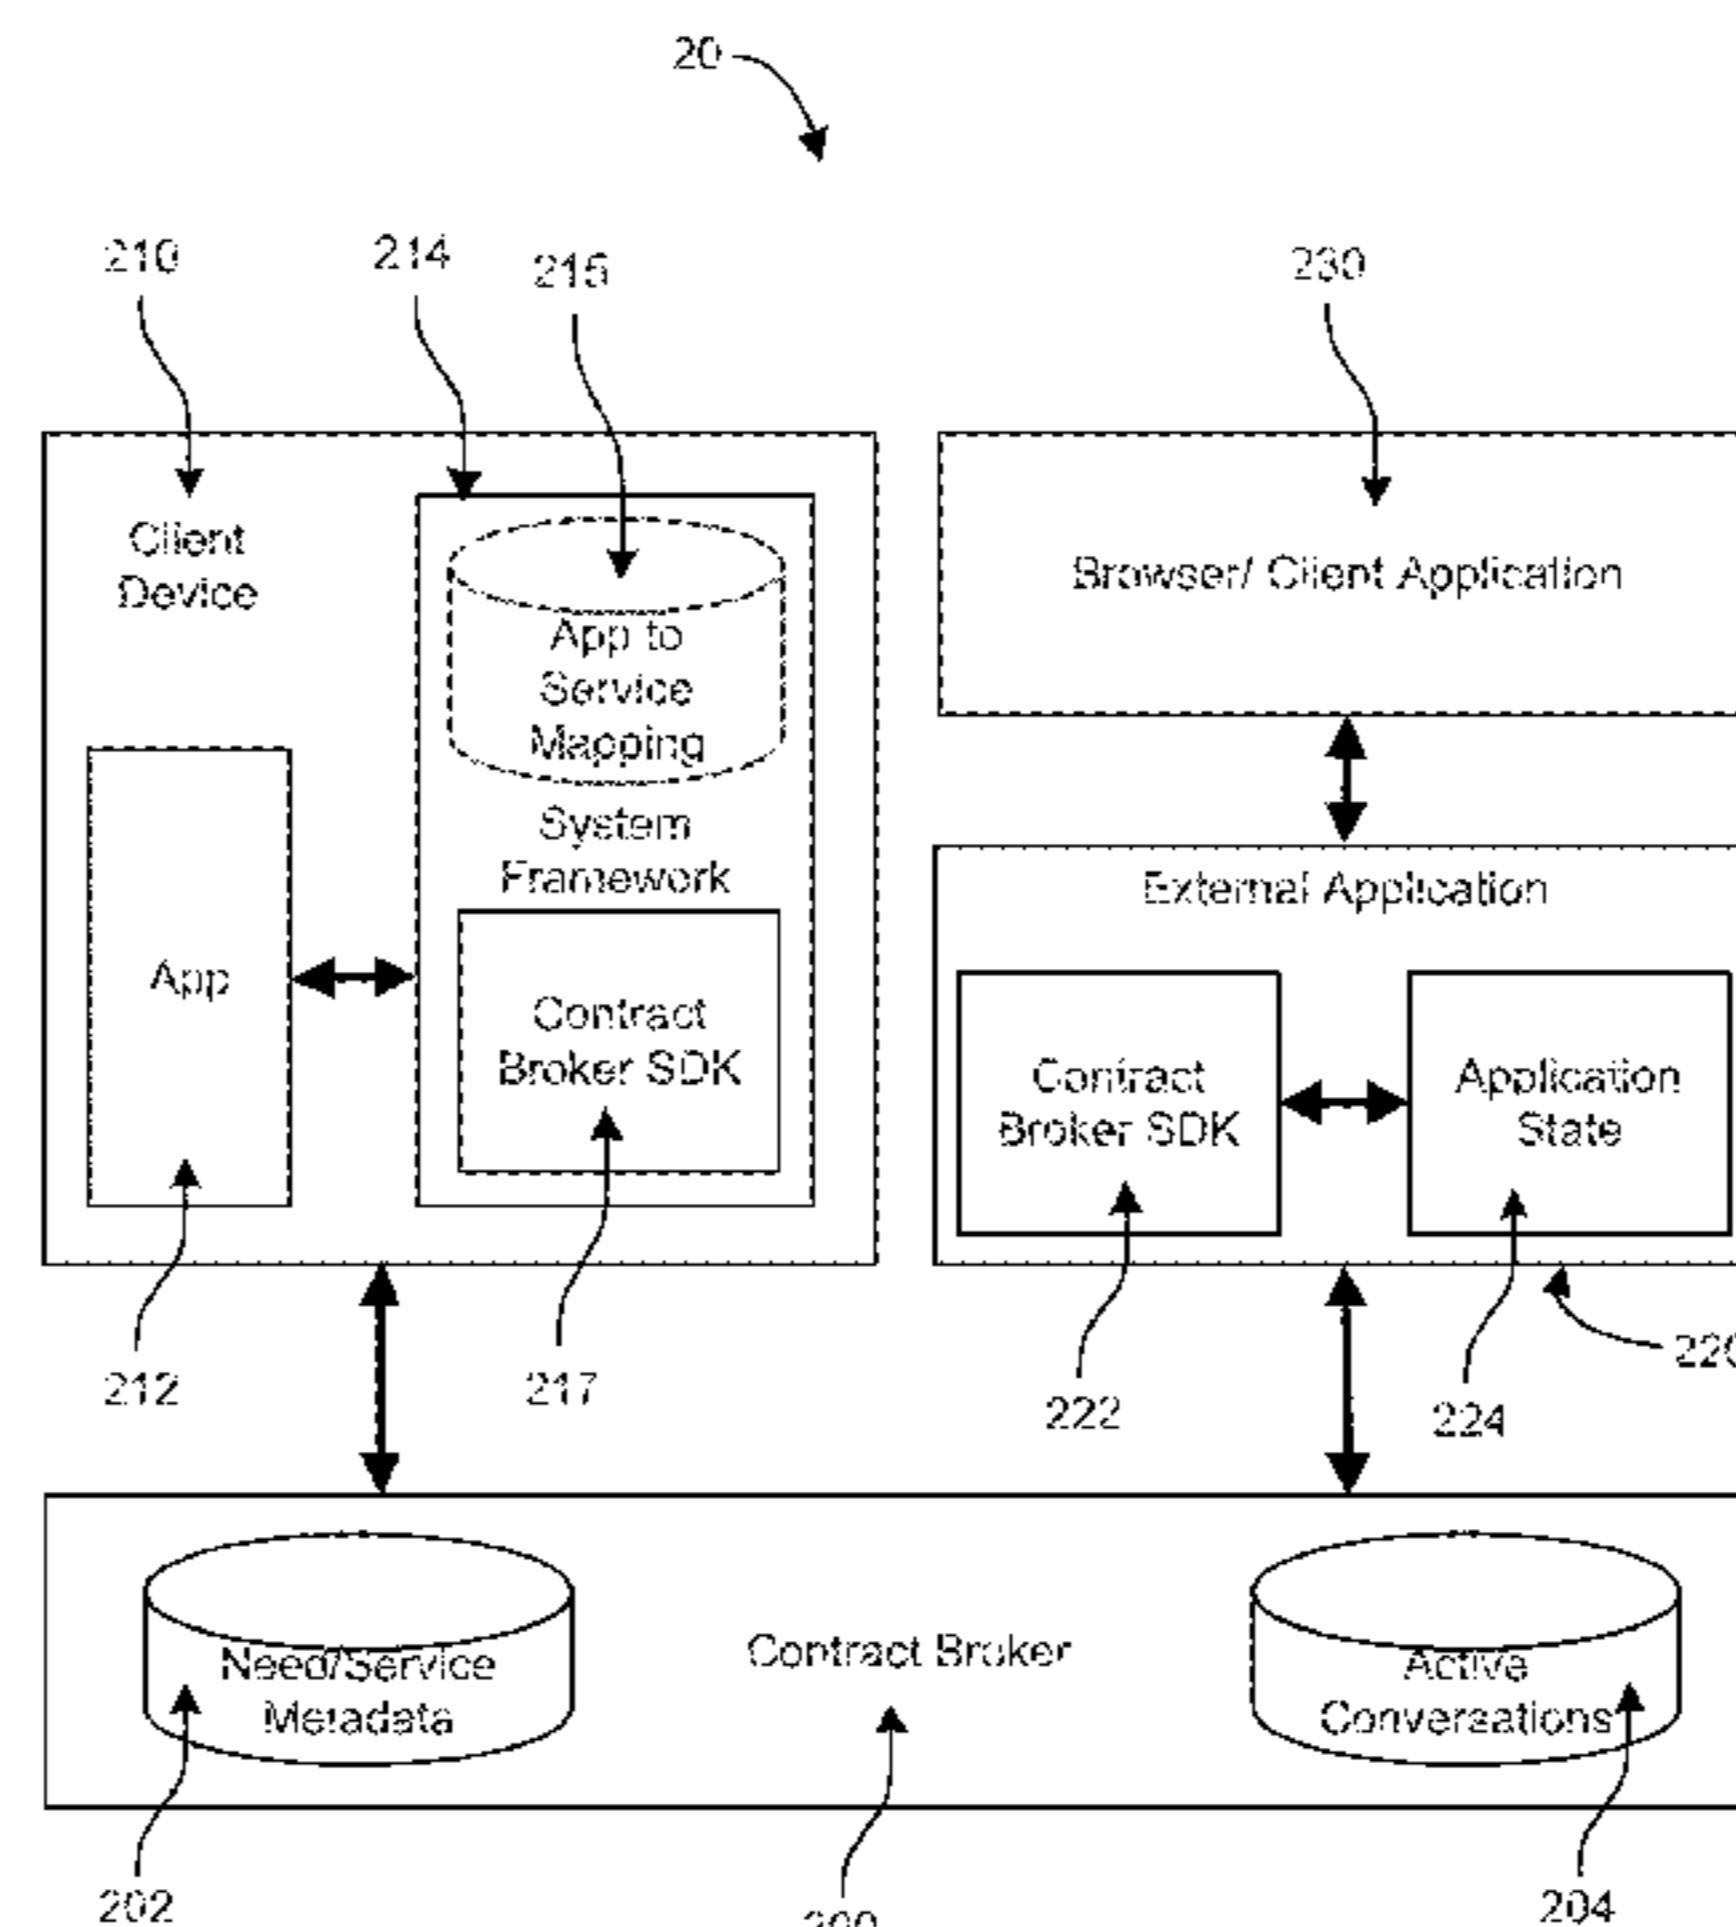 20
210
214
215
230
Client
Device
App to
Service
Mapping
System
Framework
Browser/ Client Application
External Application
App
Contract
Broker SDK
Contract
Broker SDK
Application
State
212
217
222
224
220
Need/Service
Metadata
Contract Broker
Active
Conversations
202
200
204